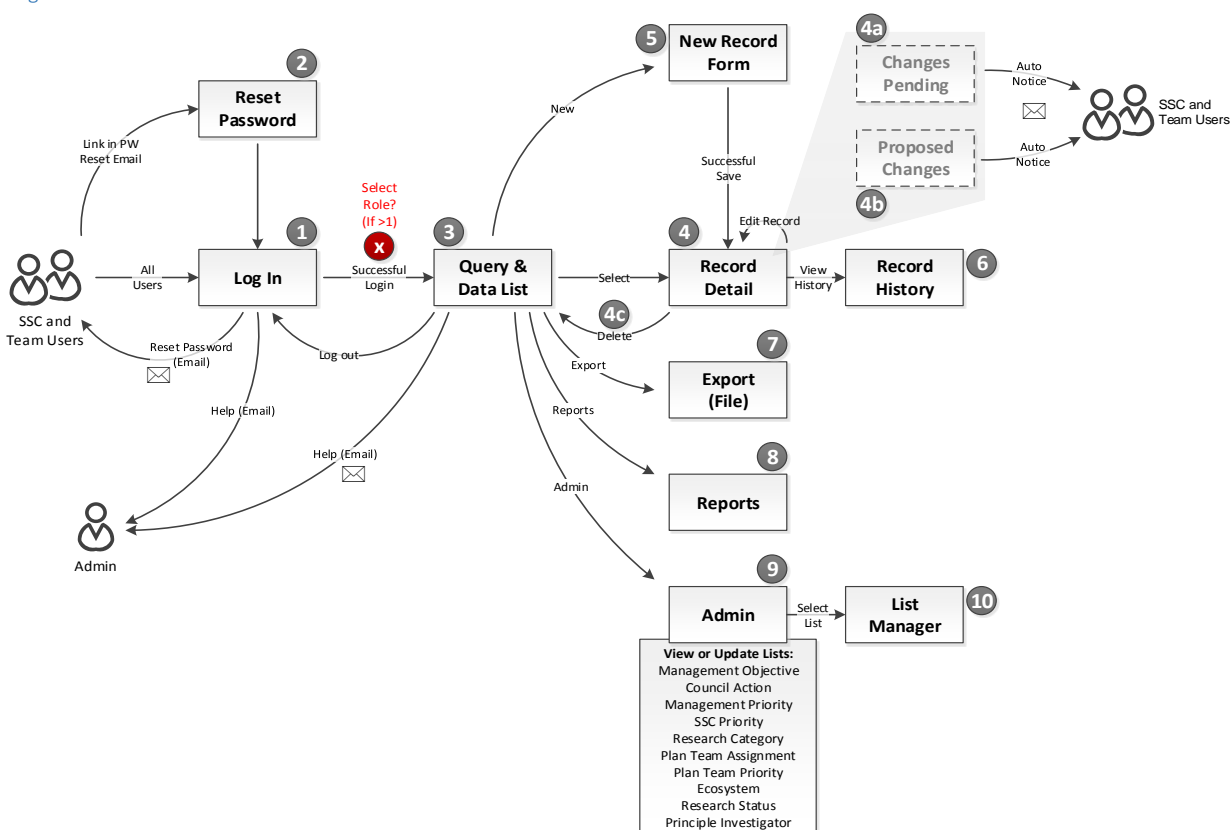 2
Reset
Password
5
New Record
Form
4a
Changes
Pending
Auto
Notice
SSC and
Team Users
Proposed
Changes
Auto
Notice
4b
Link in PW
Reset Email
New
Successful
Save
Select
Role?
(If >1)
x
1
Log In
All
Users
SSC and
Team Users
Successful
Login
3
Query &
Data List
Select
4
Record
Detail
Edit Record
View
History
Record
History
6
4c
Delete
Reset Password
(Email)
Log out
Help (Email)
Help (Email)
Admin
Export
7
Export
(File)
Reports
8
Reports
Admin
9
Admin
Select
List
List
Manager
10
View or Update Lists:
Management Objective
Council Action
Management Priority
SSC Priority
Research Category
Plan Team Assignment
Plan Team Priority
Ecosystem
Research Status
Principle Investigator